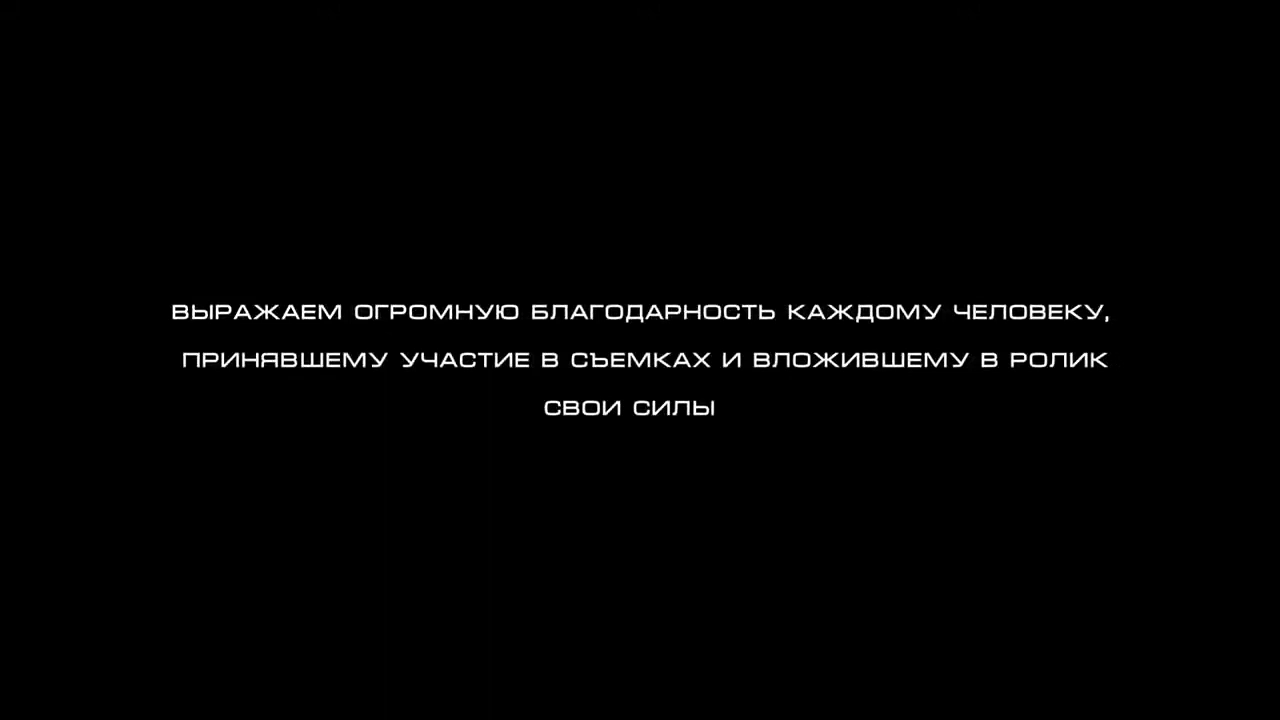 ВЫРАЖАЕМ ОГРОМНУЮ БЛАГОДАРНОСТЬ КАЖДОМУ ЧЕЛОВЕКУ,
ПРИНЯВШЕМУ УЧАСТИЕ В СЪЕМКАХ И ВЛОЖИВШЕМУ В РОЛИК
СВОИ СИЛЫ